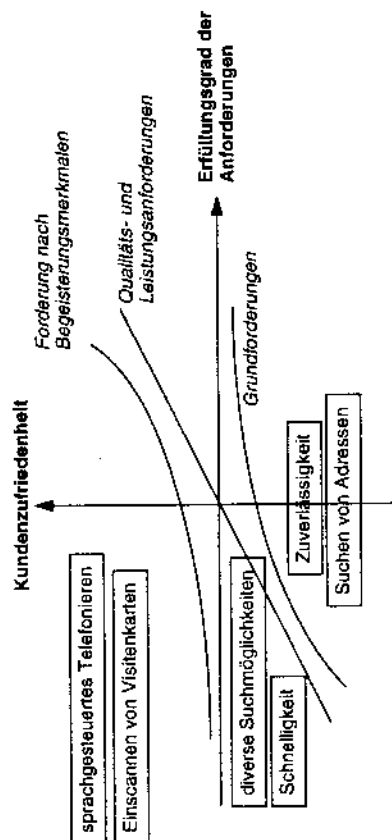 Kundenzufriedenheit
Forderung nach
Begeisterungsmerkmalen
Qualitäts- und
Leistungsanforderungen
Erfüllungsgrad der
Anforderungen
Grundforderungen
sprachgesteuertes Telefonieren
Einscannen von Visitenkarten
diverse Suchmöglichkeiten
Schnelligkeit
Zuverlässigkeit
Suchen von Adressen